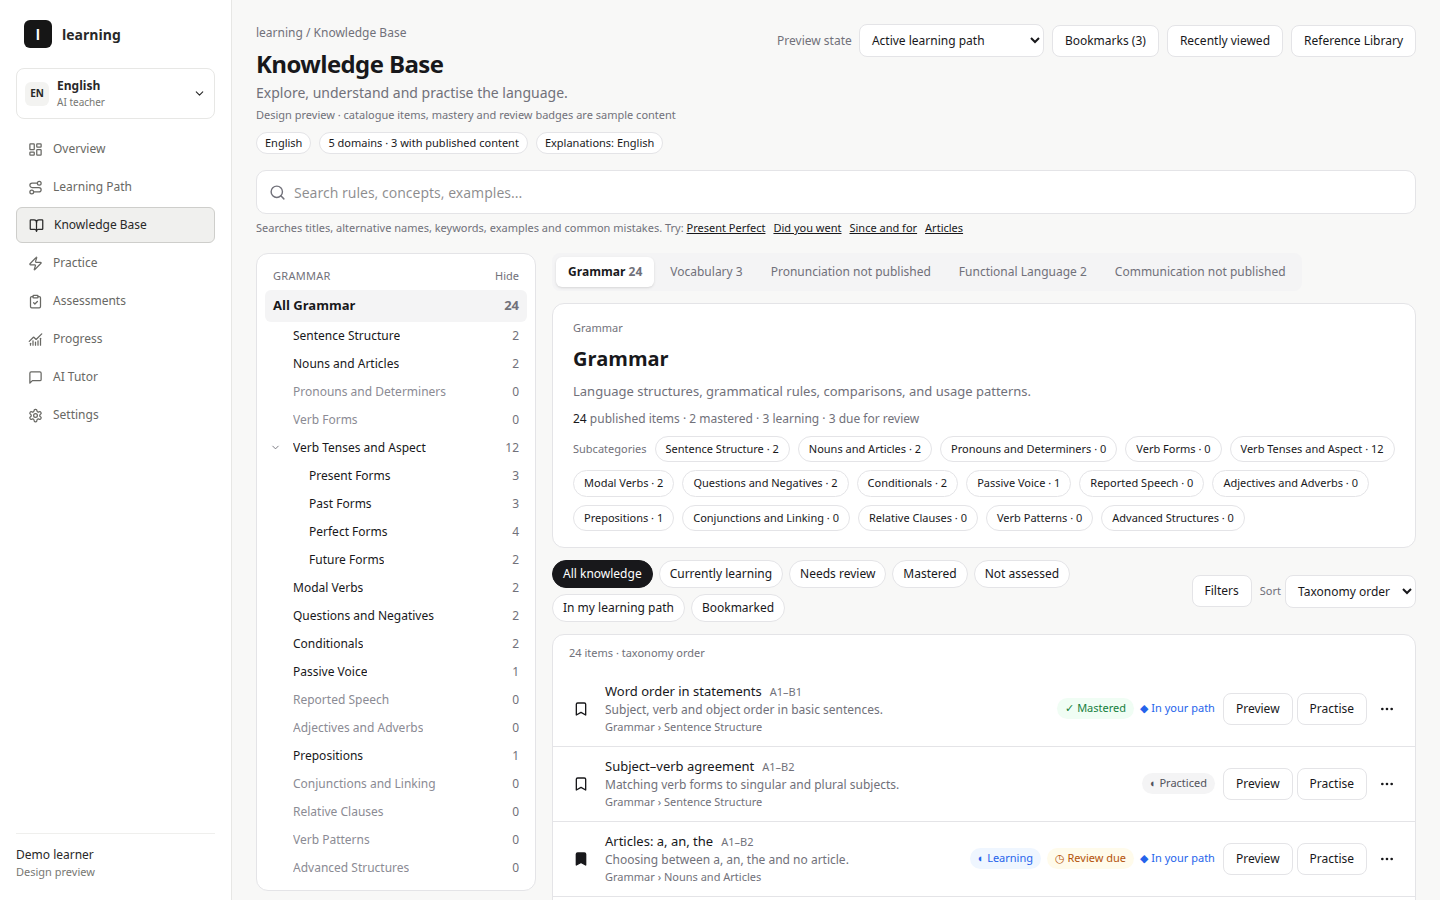 l learning
EN English
AI teacher
Overview
Learning Path
Knowledge Base
Practice
Assessments
Progress
AI Tutor
Settings
Demo learner
Design preview
learning / Knowledge Base
Knowledge Base
Explore, understand and practise the language.
Design preview · catalogue items, mastery and review badges are sample content
English 5 domains · 3 with published content Explanations: English
Preview state Active learning path Bookmarks (3) Recently viewed Reference Library
Search rules, concepts, examples...
Searches titles, alternative names, keywords, examples and common mistakes. Try: Present Perfect Did you went Since and for Articles
GRAMMAR Hide
All Grammar 24
Sentence Structure 2
Nouns and Articles 2
Pronouns and Determiners 0
Verb Forms 0
Verb Tenses and Aspect 12
Present Forms 3
Past Forms 3
Perfect Forms 4
Future Forms 2
Modal Verbs 2
Questions and Negatives 2
Conditionals 2
Passive Voice 1
Reported Speech 0
Adjectives and Adverbs 0
Prepositions 1
Conjunctions and Linking 0
Relative Clauses 0
Verb Patterns 0
Advanced Structures 0
Grammar 24 Vocabulary 3 Pronunciation not published Functional Language 2 Communication not published
Grammar
Grammar
Language structures, grammatical rules, comparisons, and usage patterns.
24 published items · 2 mastered · 3 learning · 3 due for review
Subcategories Sentence Structure · 2 Nouns and Articles · 2 Pronouns and Determiners · 0 Verb Forms · 0 Verb Tenses and Aspect · 12
Modal Verbs · 2 Questions and Negatives · 2 Conditionals · 2 Passive Voice · 1 Reported Speech · 0 Adjectives and Adverbs · 0
Prepositions · 1 Conjunctions and Linking · 0 Relative Clauses · 0 Verb Patterns · 0 Advanced Structures · 0
All knowledge Currently learning Needs review Mastered Not assessed
In my learning path Bookmarked
Filters Sort Taxonomy order
24 items · taxonomy order
Word order in statements A1–B1
Subject, verb and object order in basic sentences.
Grammar › Sentence Structure
✓ Mastered ◆ In your path Preview Practise
Subject–verb agreement A1–B2
Matching verb forms to singular and plural subjects.
Grammar › Sentence Structure
Practiced Preview Practise
Articles: a, an, the A1–B2
Choosing between a, an, the and no article.
Grammar › Nouns and Articles
Learning Review due ◆ In your path Preview Practise